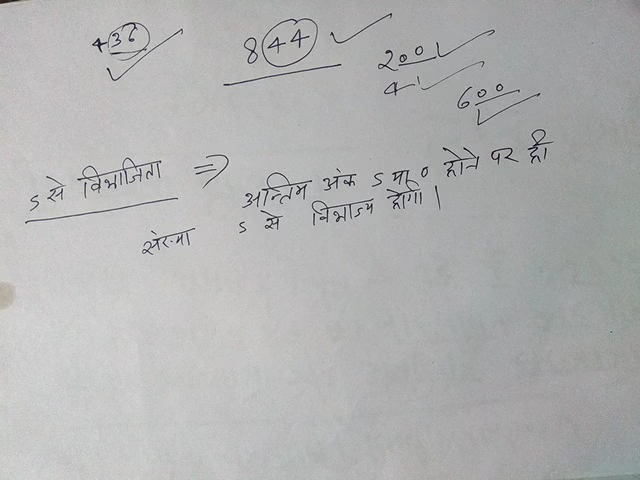 436 844
200
4
600
5 से विभाजिता ⇒ अन्तिम अंक 5 या 0 होने पर ही
संख्या 5 से विभाज्य होगी।